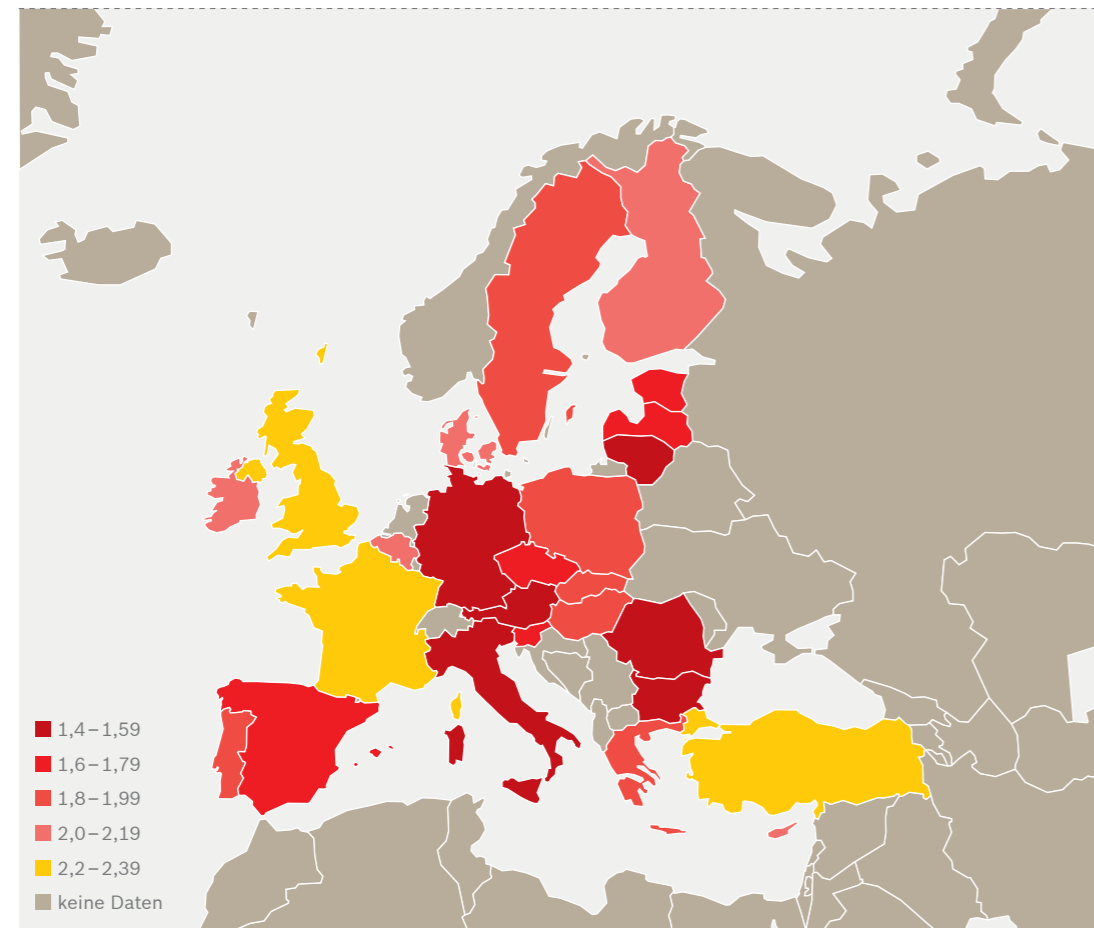 1,4 – 1,59
1,6 – 1,79
1,8 – 1,99
2,0 – 2,19
2,2 – 2,39
keine Daten